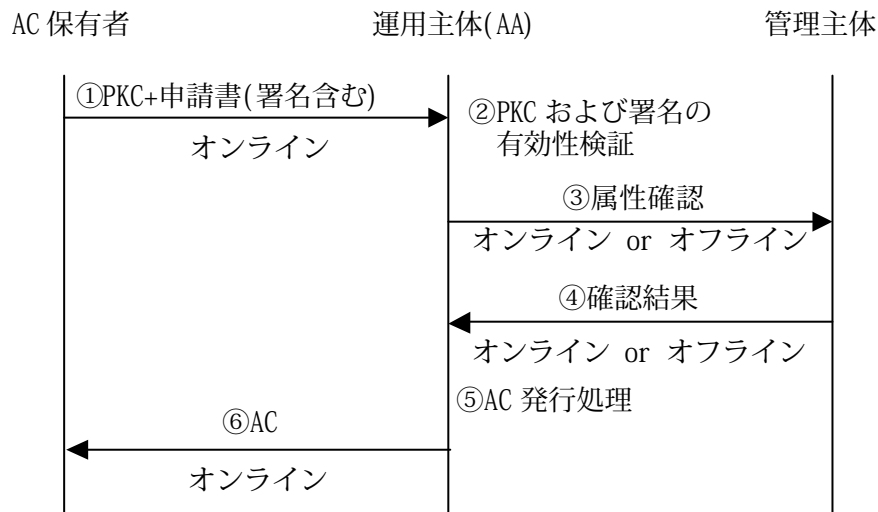 AC 保有者
運用主体(AA)
管理主体
①PKC+申請書(署名含む)
オンライン
②PKC および署名の
有効性検証
③属性確認
オンライン or オフライン
④確認結果
オンライン or オフライン
⑤AC 発行処理
⑥AC
オンライン